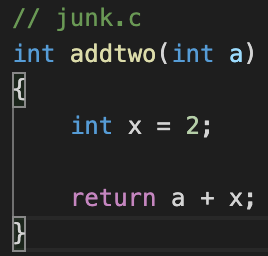 // junk.c
int addtwo(int a)
{
    int x = 2;

    return a + x;
}